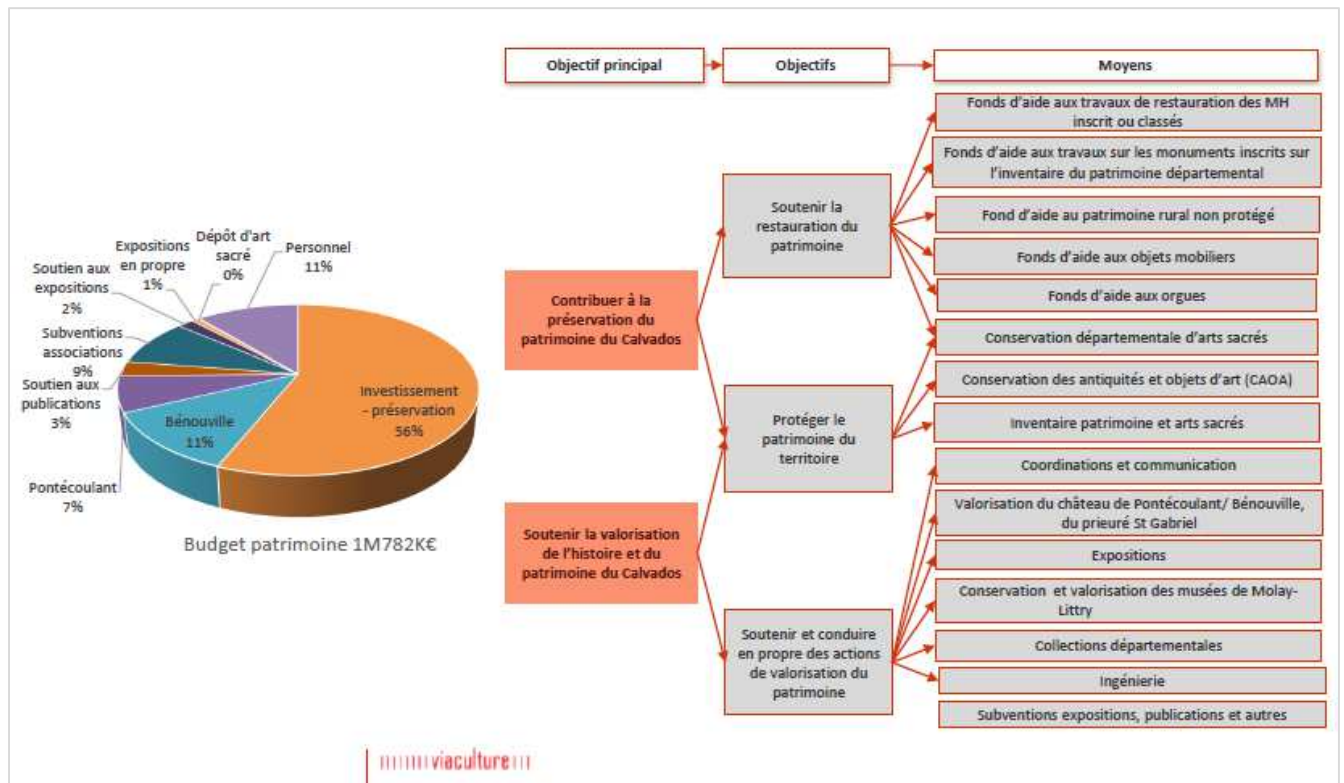 Objectif principal
Objectifs
Moyens
Fonds d'aide aux travaux de restauration des MH
inscrit ou classés
Fonds d'aide aux travaux sur les monuments inscrits sur
l'inventaire du patrimoine départemental
Soutenir la
restauration du
patrimoine
Fond d'aide au patrimoine rural non protégé
Fonds d'aide aux objets mobiliers
Fonds d'aide aux orgues
Dépôt d'art
sacré
0%
Expositions
en propre
1%
Personnel
11%
Soutien aux
expositions
2%
Subventions
associations
9%
Soutien aux
publications
3%
Pontécoulant
7%
Bénouville
11%
Investissement
- préservation
56%
Budget patrimoine 1M782K€
Contribuer à la
préservation du
patrimoine du Calvados
Conservation départementale d'arts sacrés
Conservation des antiquités et objets d'art (CAOA)
Inventaire patrimoine et arts sacrés
Protéger le
patrimoine du
territoire
Coordinations et communication
Valorisation du château de Pontécoulant/ Bénouville,
du prieuré St Gabriel
Soutenir la valorisation
de l'histoire et du
patrimoine du Calvados
Expositions
Conservation et valorisation des musées de Molay-
Littry
Soutenir et conduire
en propre des actions
de valorisation du
patrimoine
Collections départementales
Ingénierie
Subventions expositions, publications et autres
viaculture